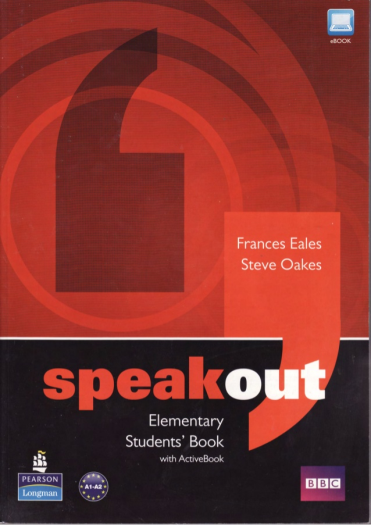 eBOOK
Frances Eales
Steve Oakes
speakout
Elementary
Students' Book
with ActiveBook
PEARSON
Longman
A1-A2
BBC